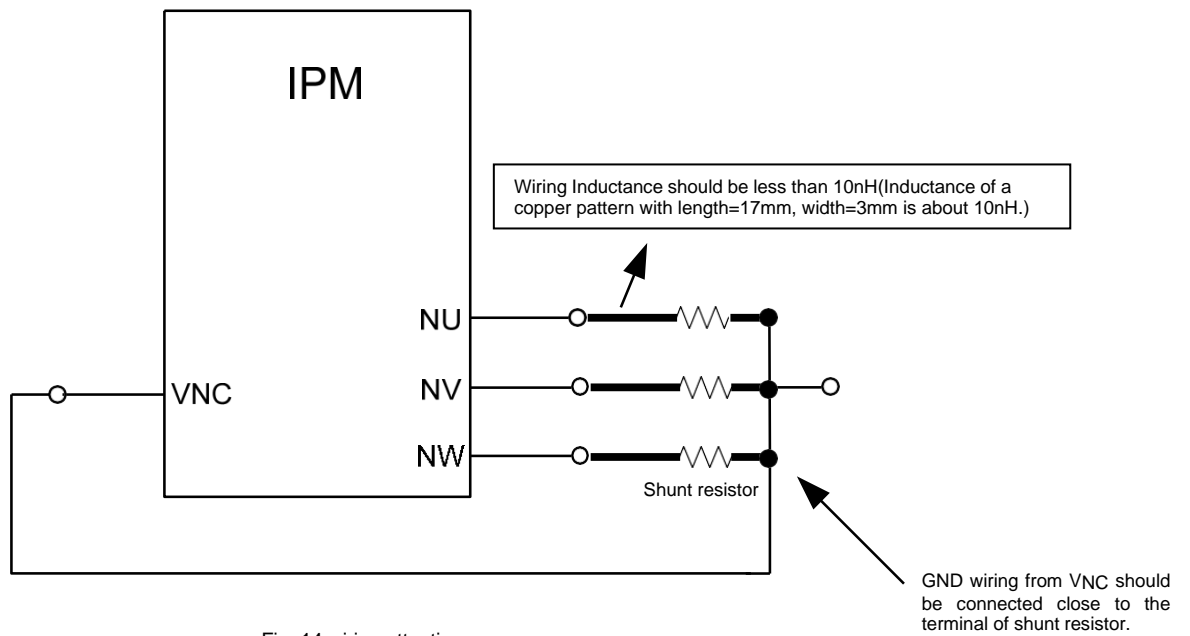 IPM
Wiring Inductance should be less than 10nH(Inductance of a
copper pattern with length=17mm, width=3mm is about 10nH.)
NU
VNC
NV
NW
Shunt resistor
GND wiring from VNC should
be connected close to the
terminal of shunt resistor.